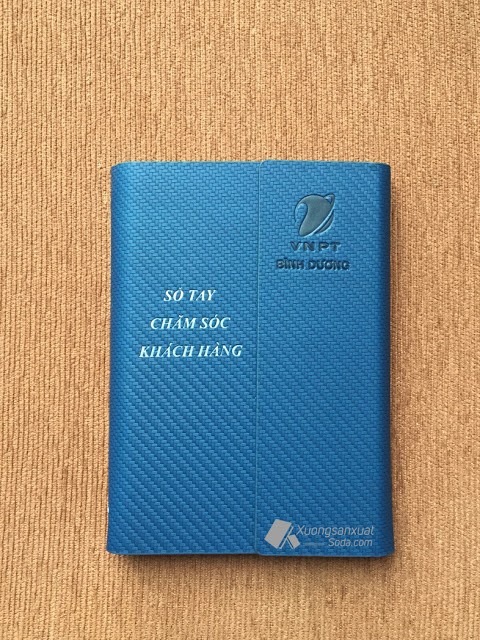 VNPT
BÌNH DƯƠNG
SỔ TAY
CHĂM SÓC
KHÁCH HÀNG
Xuongsanxuat
Soda.com